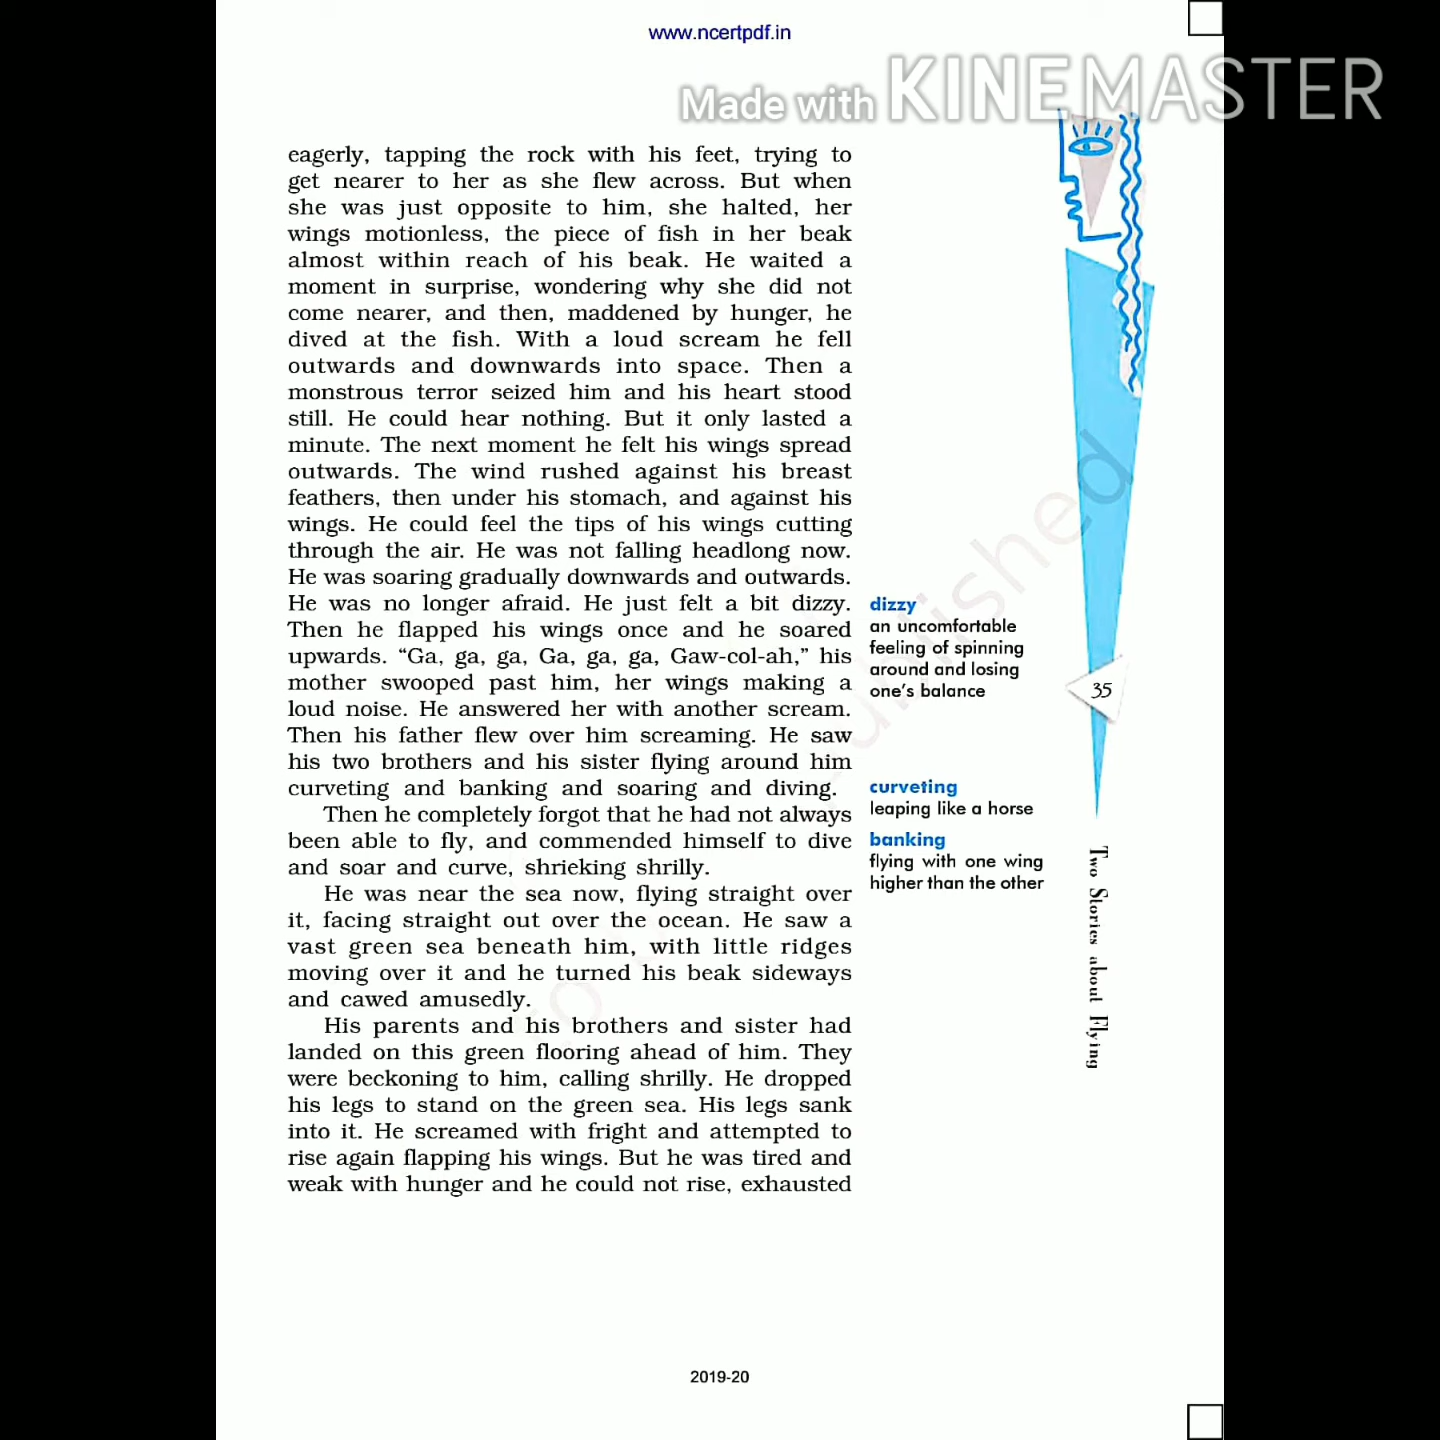 www.ncertpdf.in
Made with KINEMASTER
eagerly, tapping the rock with his feet, trying to
get nearer to her as she flew across. But when
she was just opposite to him, she halted, her
wings motionless, the piece of fish in her beak
almost within reach of his beak. He waited a
moment in surprise, wondering why she did not
come nearer, and then, maddened by hunger, he
dived at the fish. With a loud scream he fell
outwards and downwards into space. Then a
monstrous terror seized him and his heart stood
still. He could hear nothing. But it only lasted a
minute. The next moment he felt his wings spread
outwards. The wind rushed against his breast
feathers, then under his stomach, and against his
wings. He could feel the tips of his wings cutting
through the air. He was not falling headlong now.
He was soaring gradually downwards and outwards.
He was no longer afraid. He just felt a bit dizzy.
Then he flapped his wings once and he soared
upwards. “Ga, ga, ga, Ga, ga, ga, Gaw-col-ah,” his
mother swooped past him, her wings making a
loud noise. He answered her with another scream.
Then his father flew over him screaming. He saw
his two brothers and his sister flying around him
curveting and banking and soaring and diving.
Then he completely forgot that he had not always
been able to fly, and commended himself to dive
and soar and curve, shrieking shrilly.
He was near the sea now, flying straight over
it, facing straight out over the ocean. He saw a
vast green sea beneath him, with little ridges
moving over it and he turned his beak sideways
and cawed amusedly.
His parents and his brothers and sister had
landed on this green flooring ahead of him. They
were beckoning to him, calling shrilly. He dropped
his legs to stand on the green sea. His legs sank
into it. He screamed with fright and attempted to
rise again flapping his wings. But he was tired and
weak with hunger and he could not rise, exhausted
dizzy
an uncomfortable
feeling of spinning
around and losing
one's balance
35
curveting
leaping like a horse
banking
flying with one wing
higher than the other
Two Stories about Flying
2019-20